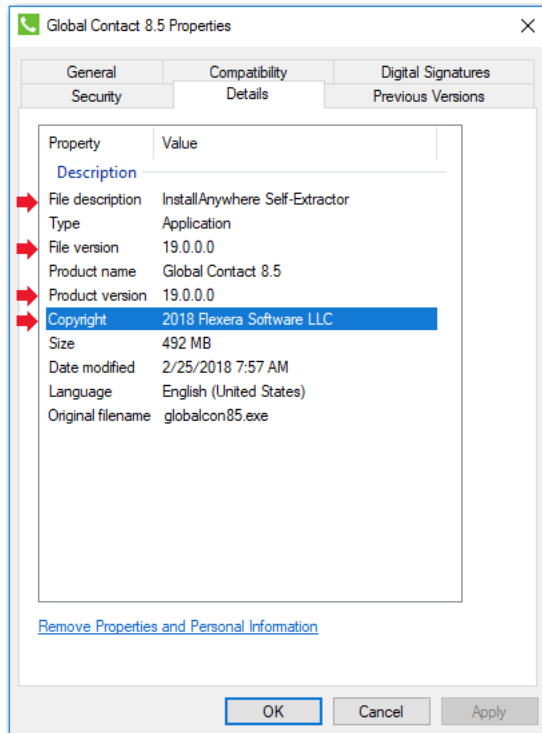 Global Contact 8.5 Properties
General Compatibility Digital Signatures
Security Details Previous Versions
Property Value
Description
File description InstallAnywhere Self-Extractor
Type Application
File version 19.0.0.0
Product name Global Contact 8.5
Product version 19.0.0.0
Copyright 2018 Flexera Software LLC
Size 492 MB
Date modified 2/25/2018 7:57 AM
Language English (United States)
Original filename globalcon85.exe
Remove Properties and Personal Information
OK Cancel Apply